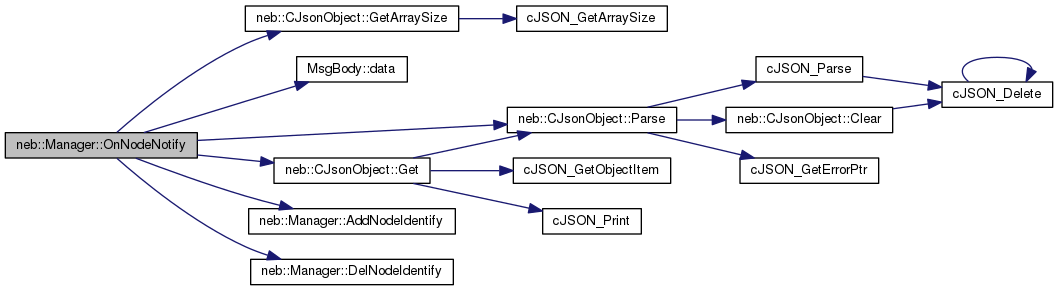 neb::Manager::OnNodeNotify
neb::CJsonObject::GetArraySize
cJSON_GetArraySize
MsgBody::data
neb::CJsonObject::Parse
cJSON_Parse
cJSON_Delete
neb::CJsonObject::Clear
cJSON_GetErrorPtr
neb::CJsonObject::Get
cJSON_GetObjectItem
cJSON_Print
neb::Manager::AddNodeIdentify
neb::Manager::DelNodeIdentify